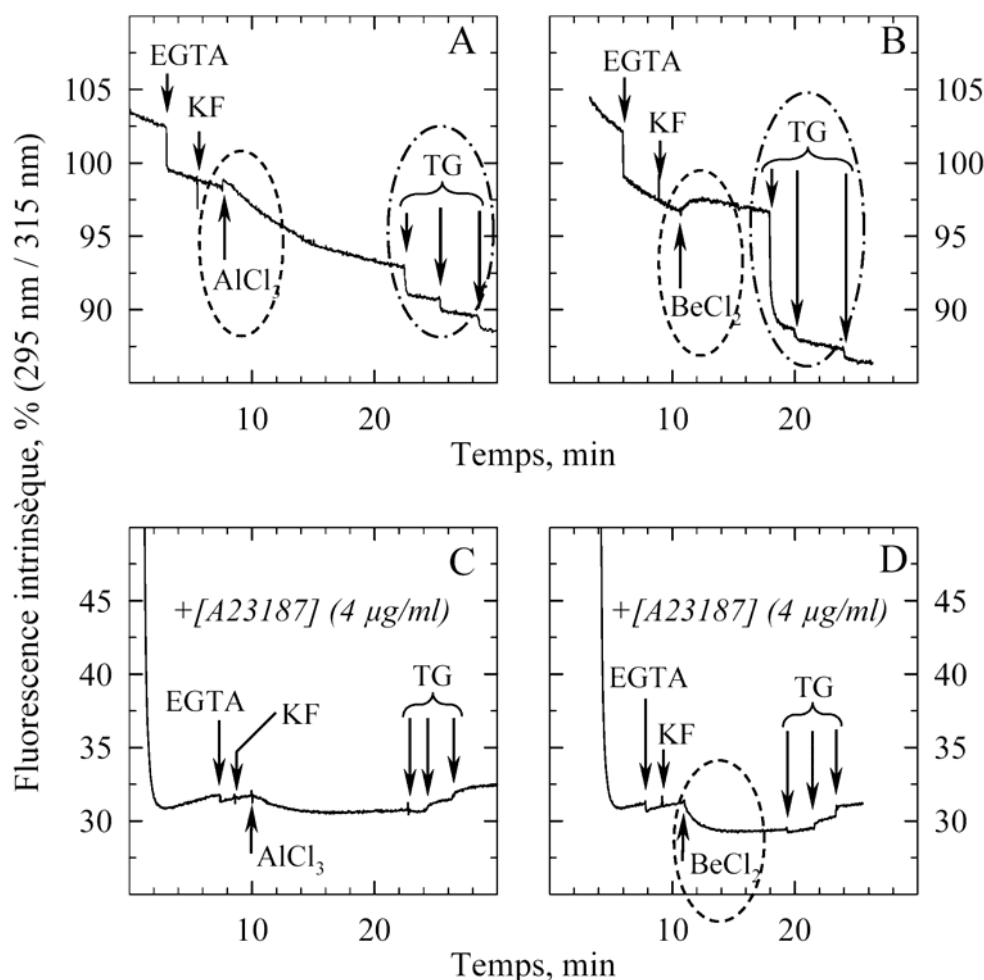 Fluorescence intrinsèque, % (295 nm / 315 nm)
A
EGTA
KF
AlCl3
TG
105
100
95
90
10
20
B
EGTA
KF
BeCl2
TG
105
100
95
90
10
20
Temps, min
C
+[A23187] (4 µg/ml)
EGTA
KF
AlCl3
TG
45
40
35
30
10
20
D
+[A23187] (4 µg/ml)
EGTA
KF
BeCl2
TG
45
40
35
30
10
20
Temps, min